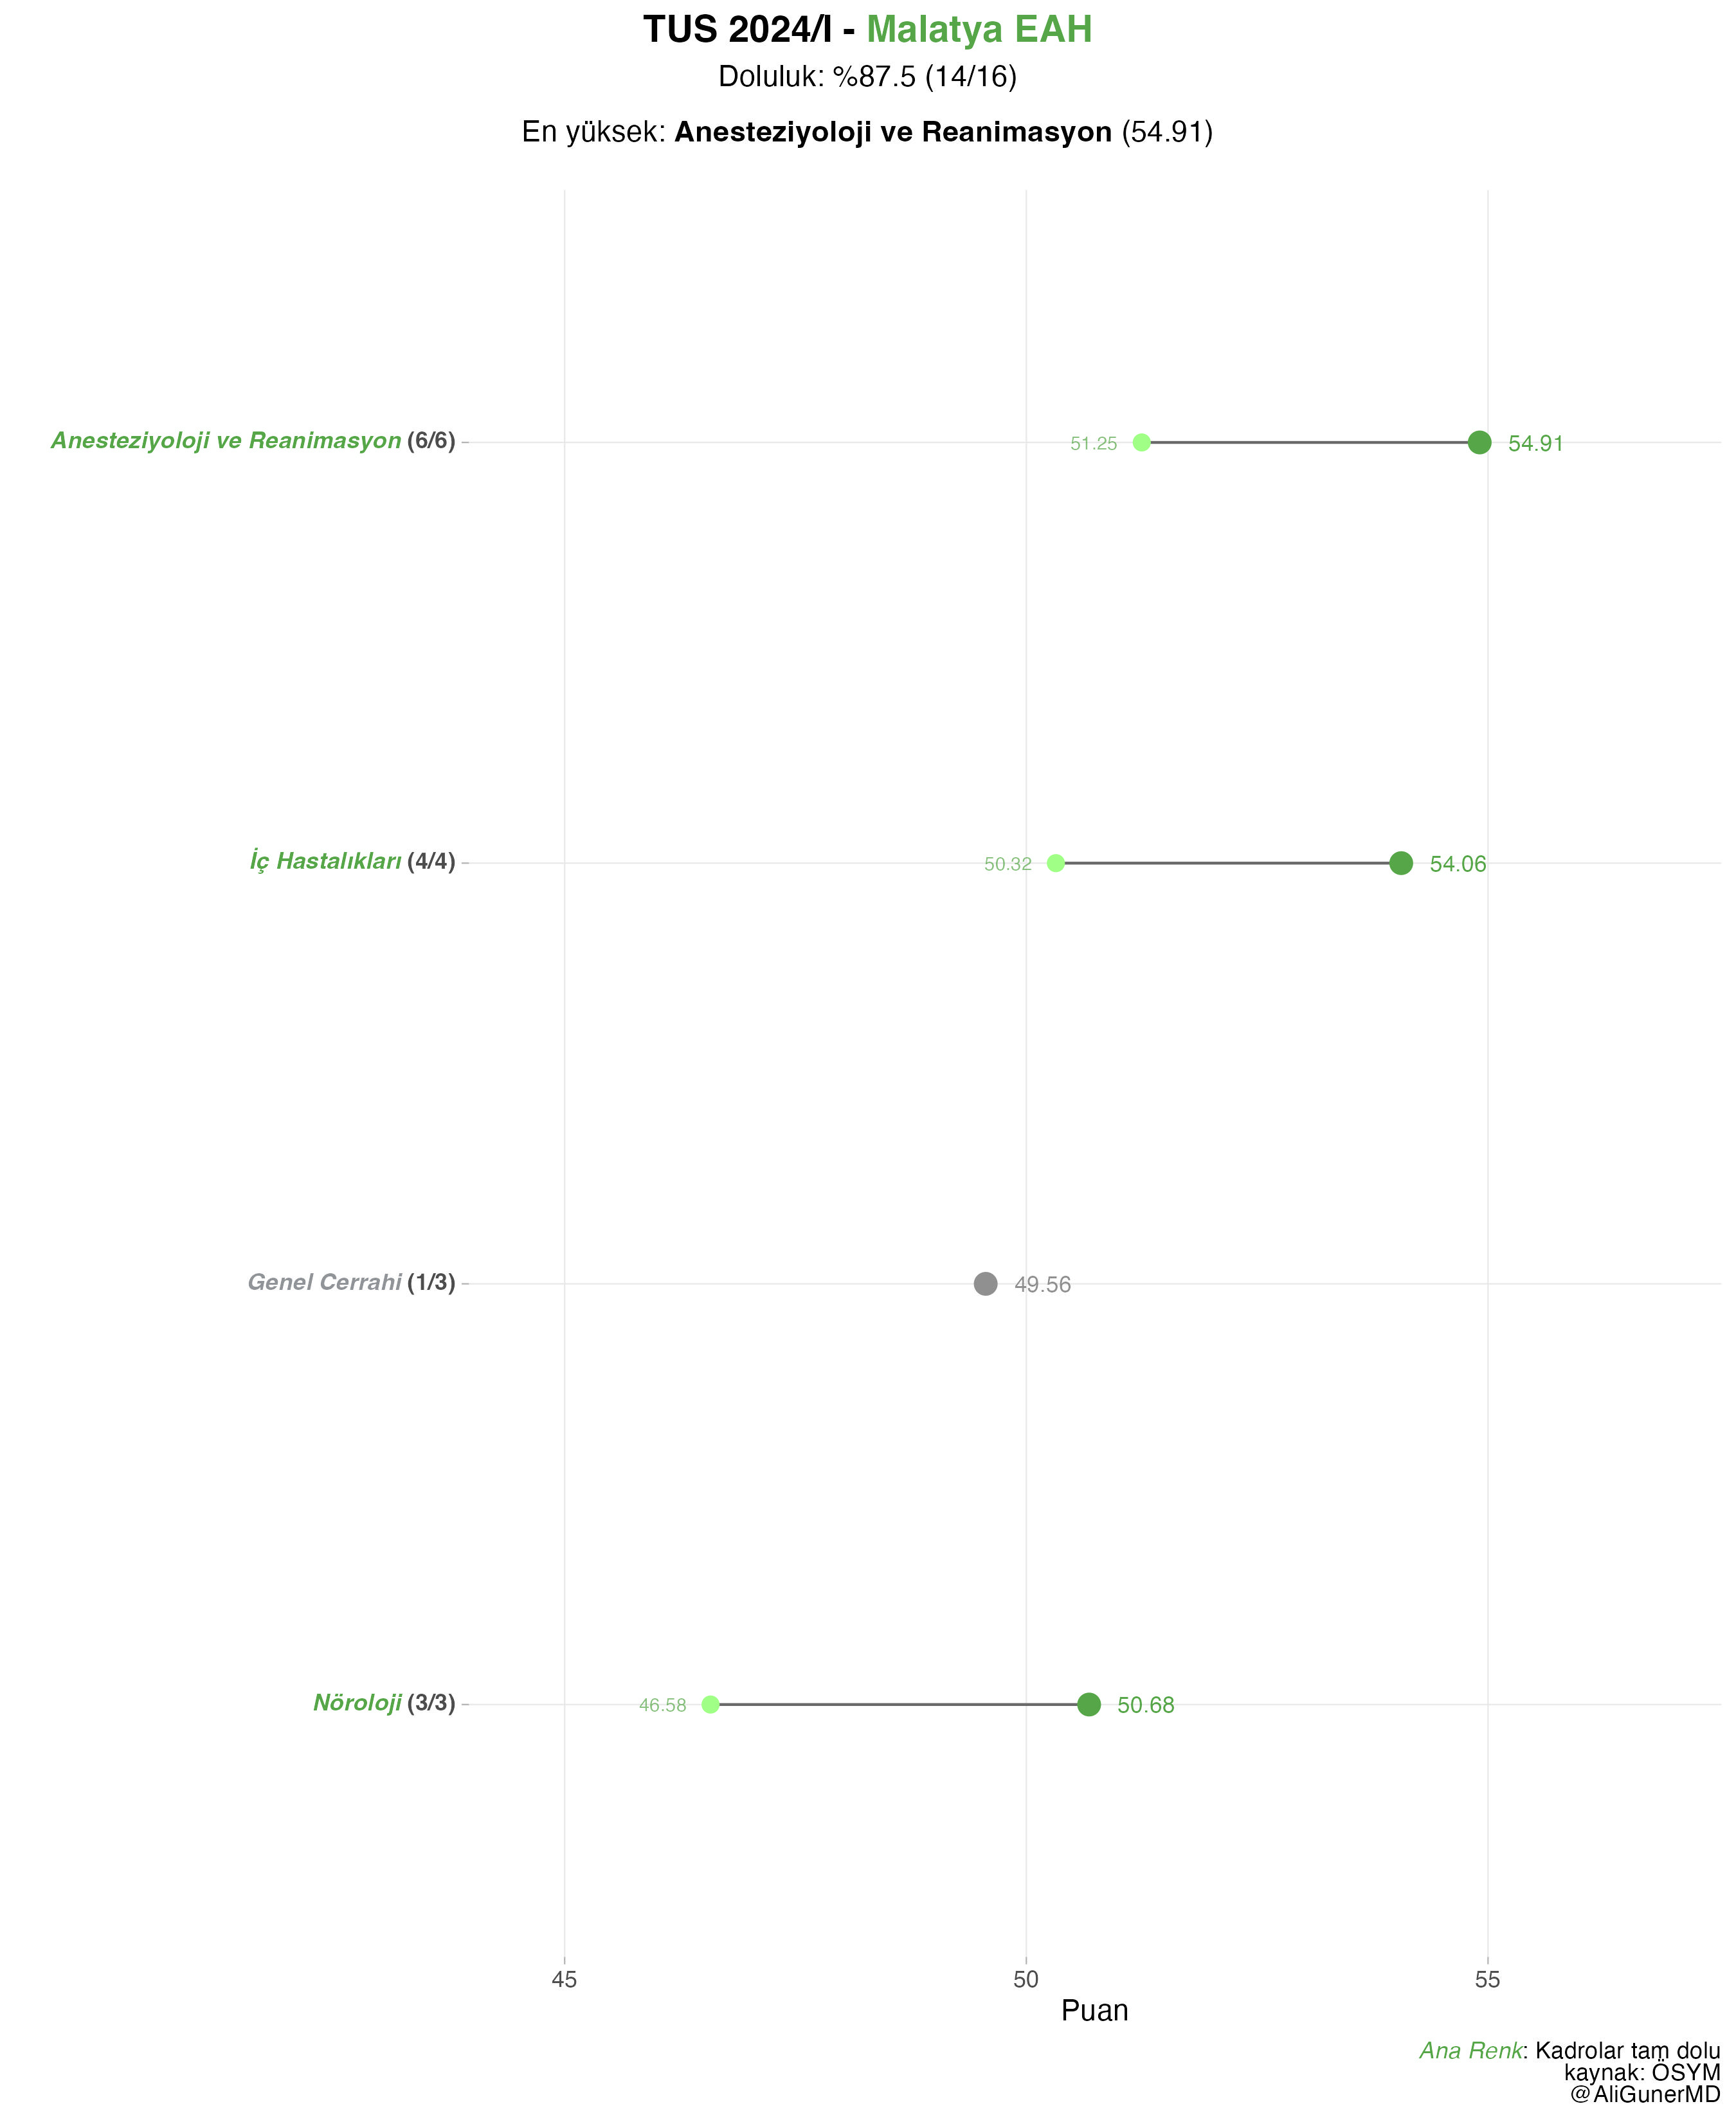 TUS 2024/I - Malatya EAH
Doluluk: %87.5 (14/16)
En yüksek: Anesteziyoloji ve Reanimasyon (54.91)
Anesteziyoloji ve Reanimasyon (6/6)
51.25
54.91
İç Hastalıkları (4/4)
50.32
54.06
Genel Cerrahi (1/3)
49.56
Nöroloji (3/3)
46.58
50.68
45
50
55
Puan
Ana Renk: Kadrolar tam dolu
kaynak: ÖSYM
@AliGunerMD